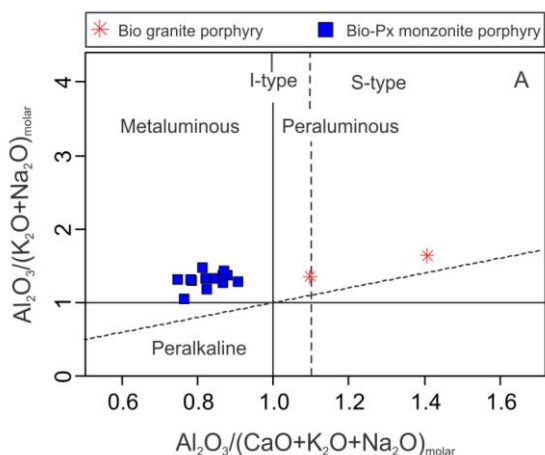 Bio granite porphyry Bio-Px monzonite porphyry
4
I-type S-type A
Metaluminous Peraluminous
3
2
1
Peralkaline
0
Al₂O₃/(K₂O+Na₂O)molar
0.6 0.8 1.0 1.2 1.4 1.6
Al₂O₃/(CaO+K₂O+Na₂O)molar